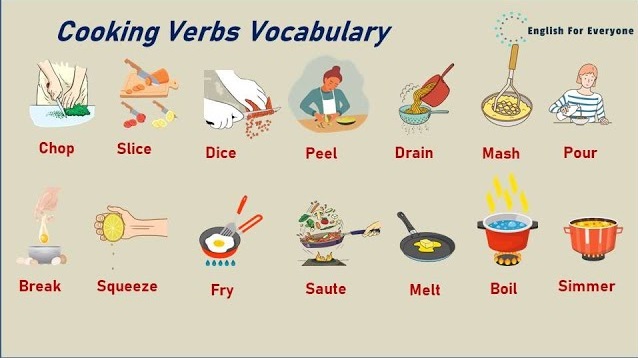 Cooking Verbs Vocabulary
English For Everyone
Chop Slice Dice Peel Drain Mash Pour
Break Squeeze Fry Saute Melt Boil Simmer